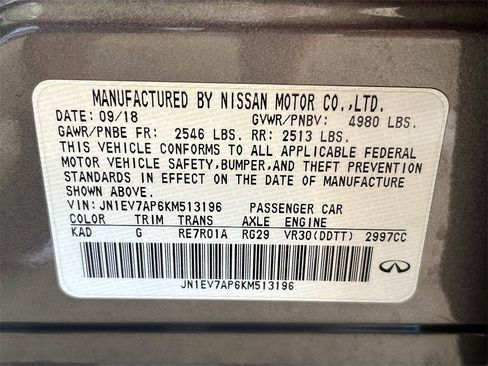 MANUFACTURED BY NISSAN MOTOR CO.,LTD.
DATE: 09/18 GVWR/PNBV: 4980 LBS.
GAWR/PNBE FR: 2546 LBS. RR: 2513 LBS.
THIS VEHICLE CONFORMS TO ALL APPLICABLE FEDERAL
MOTOR VEHICLE SAFETY,BUMPER,AND THEFT PREVENTION
STANDARDS IN EFFECT ON THE DATE OF MANUFACTURE
SHOWN ABOVE.
VIN: JN1EV7AP6KM513196 PASSENGER CAR
COLOR TRIM TRANS AXLE ENGINE
KAD G RE7R01A RG29 VR30(DDTT) 2997CC
JN1EV7AP6KM513196
INFINITI